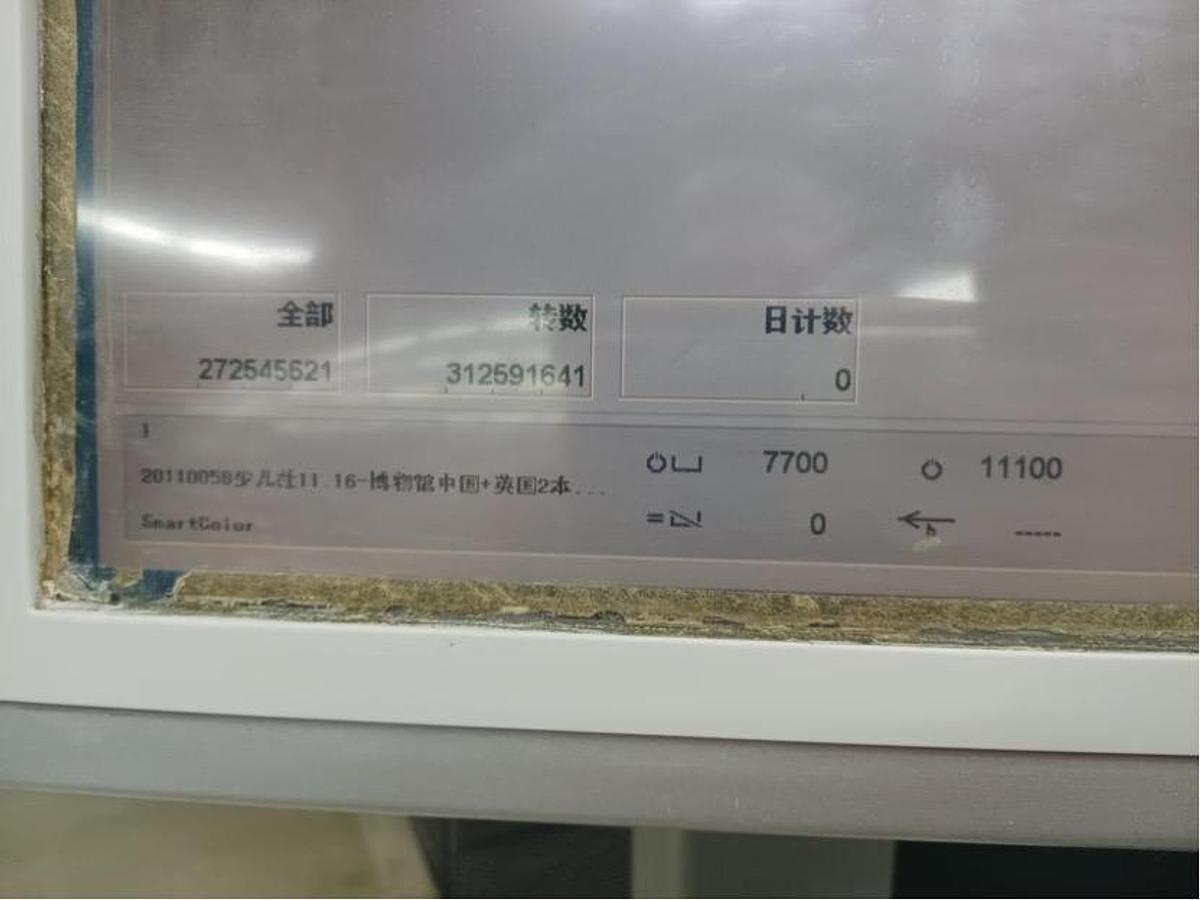 全部
272545621
转数
312591641
日计数
0
1
20110058少儿社11.16-博物馆中国+英国2本...
SmartColor
7700
11100
=
0
h
-----